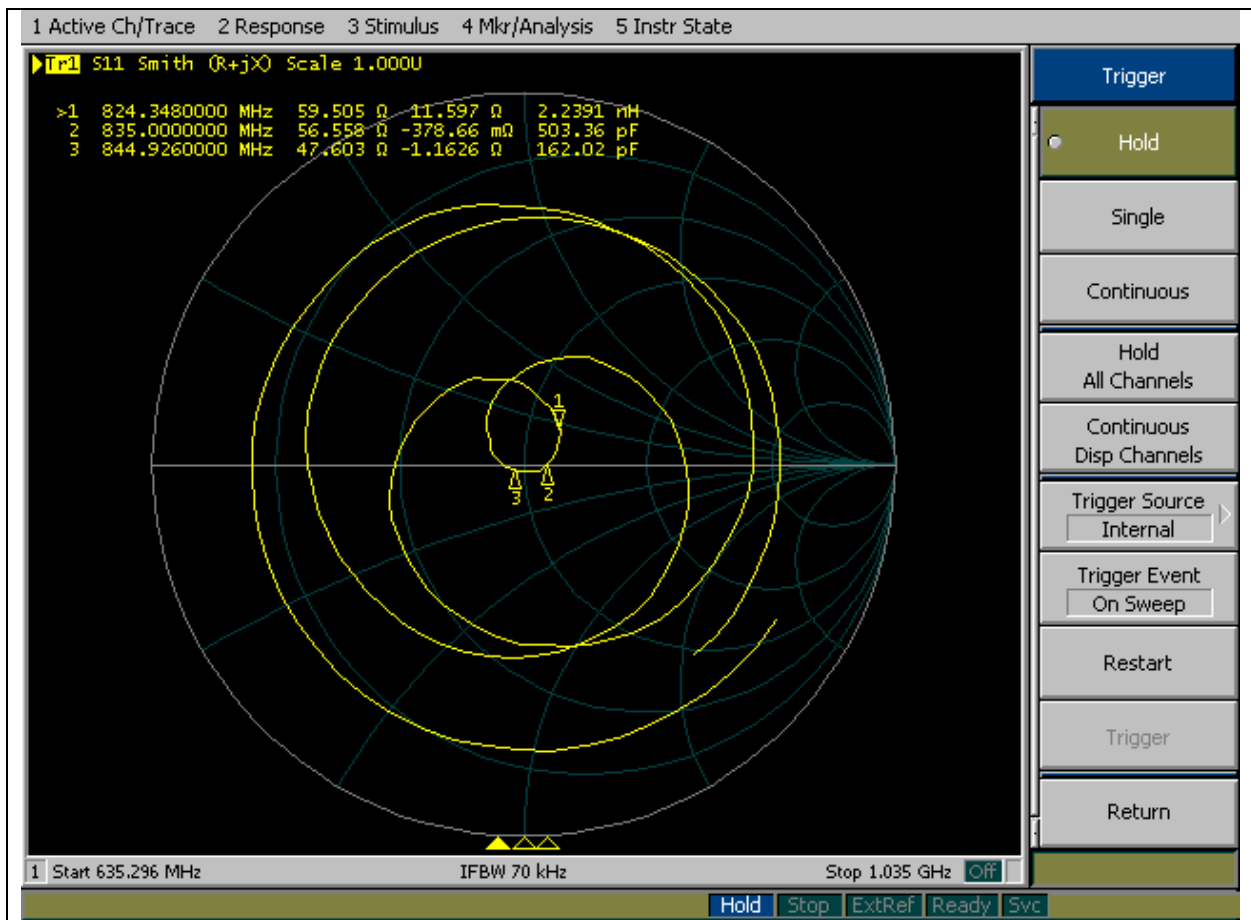 1 Active Ch/Trace 2 Response 3 Stimulus 4 Mkr/Analysis 5 Instr State
Tr1 S11 Smith (R+jX) Scale 1.000U
>1 824.3480000 MHz 59.505 Ω 11.597 Ω 2.2391 nH
2 835.0000000 MHz 56.558 Ω -378.66 mΩ 503.36 pF
3 844.9260000 MHz 47.603 Ω -1.1626 Ω 162.02 pF
1
3
2
Trigger
Hold
Single
Continuous
Hold
All Channels
Continuous
Disp Channels
Trigger Source
Internal
Trigger Event
On Sweep
Restart
Trigger
Return
1 Start 635.296 MHz IFBW 70 kHz Stop 1.035 GHz Off
Hold Stop ExtRef Ready Svc